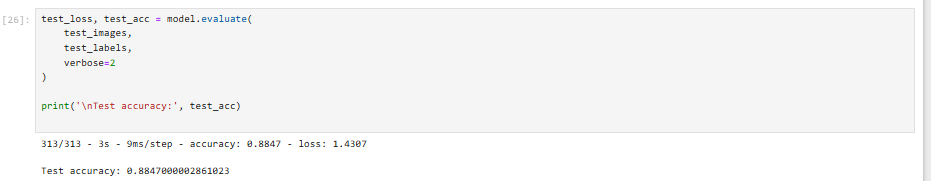 [26]: test_loss, test_acc = model.evaluate(
test_images,
test_labels,
verbose=2
)
print('\nTest accuracy:', test_acc)
313/313 - 3s - 9ms/step - accuracy: 0.8847 - loss: 1.4307
Test accuracy: 0.8847000002861023